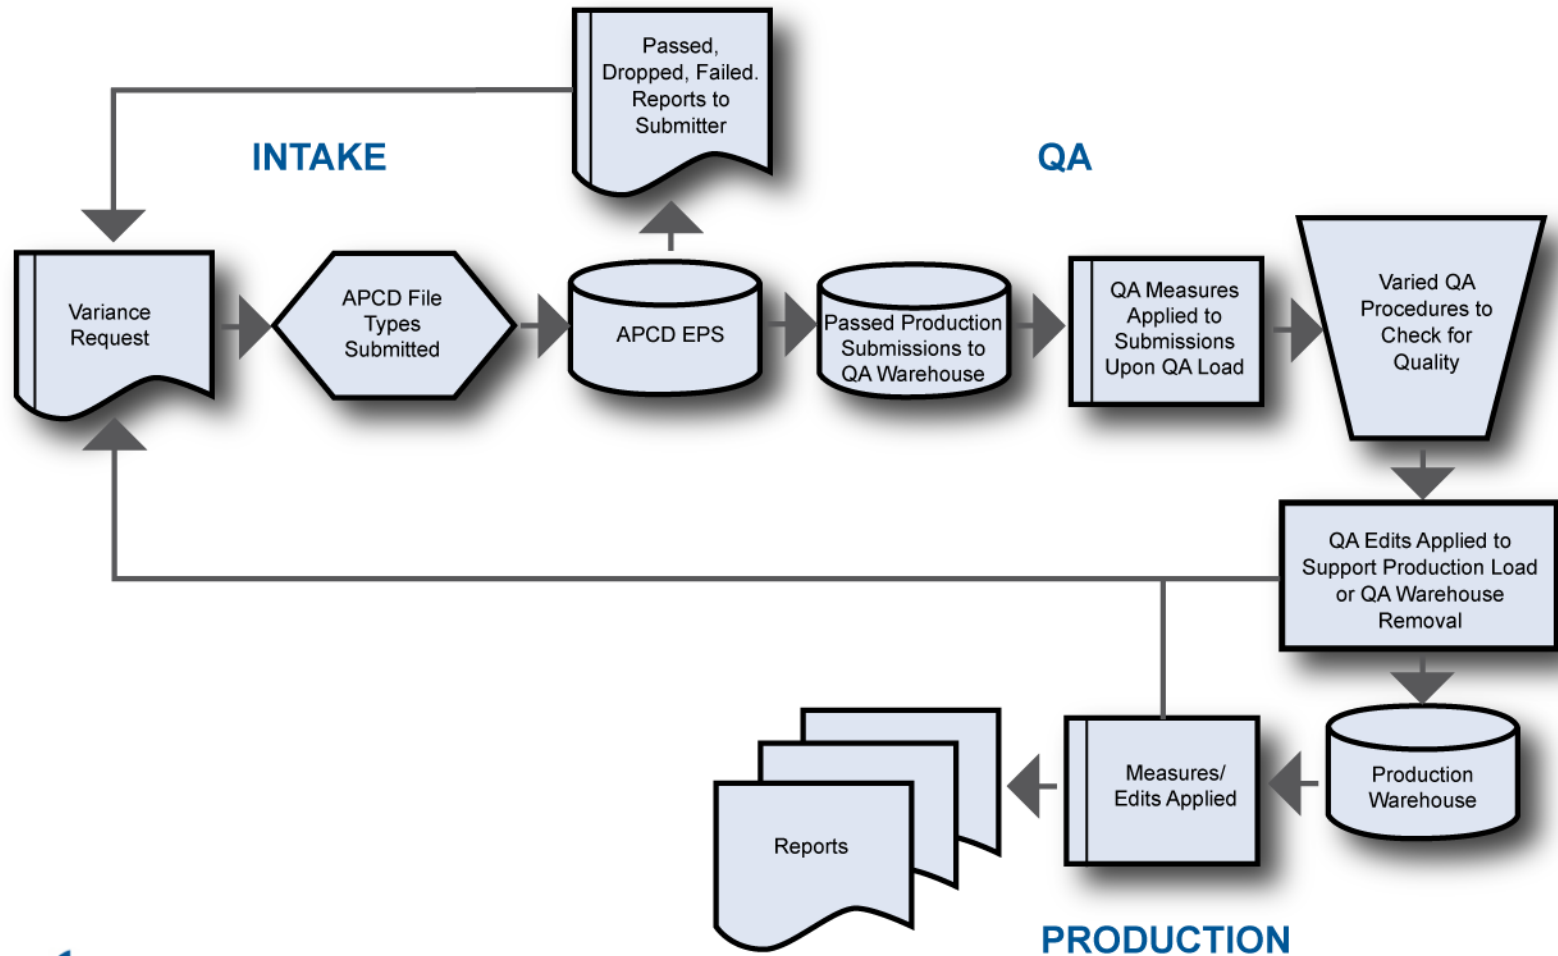 Passed,
Dropped, Failed.
Reports to
Submitter
INTAKE
QA
Variance
Request
APCD File
Types
Submitted
APCD EPS
Passed Production
Submissions to
QA Warehouse
QA Measures
Applied to
Submissions
Upon QA Load
Varied QA
Procedures to
Check for
Quality
QA Edits Applied to
Support Production Load
or QA Warehouse
Removal
Production
Warehouse
Measures/
Edits Applied
Reports
PRODUCTION